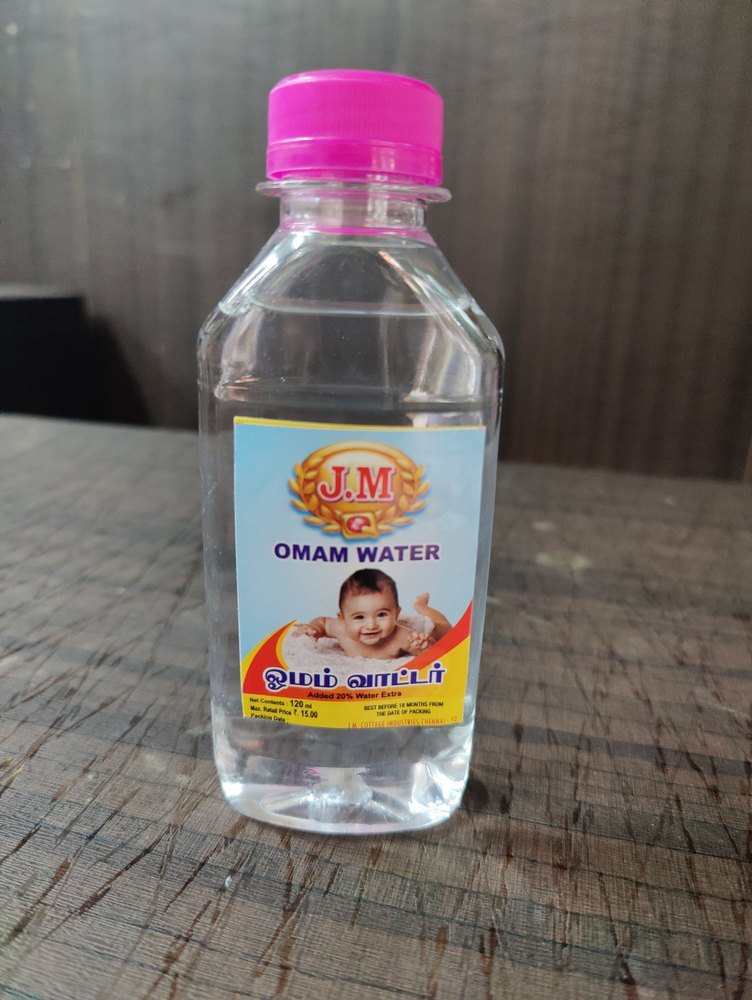 J.M
OMAM WATER
ஓமம் வாட்டர்
Added 20% Water Extra
Net Contents : 120 ml
Max. Retail Price ₹. 15.00
Packing Date
BEST BEFORE 18 MONTHS FROM
THE DATE OF PACKING
J.M. COTTAGE INDUSTRIES, CHENNAI - 52